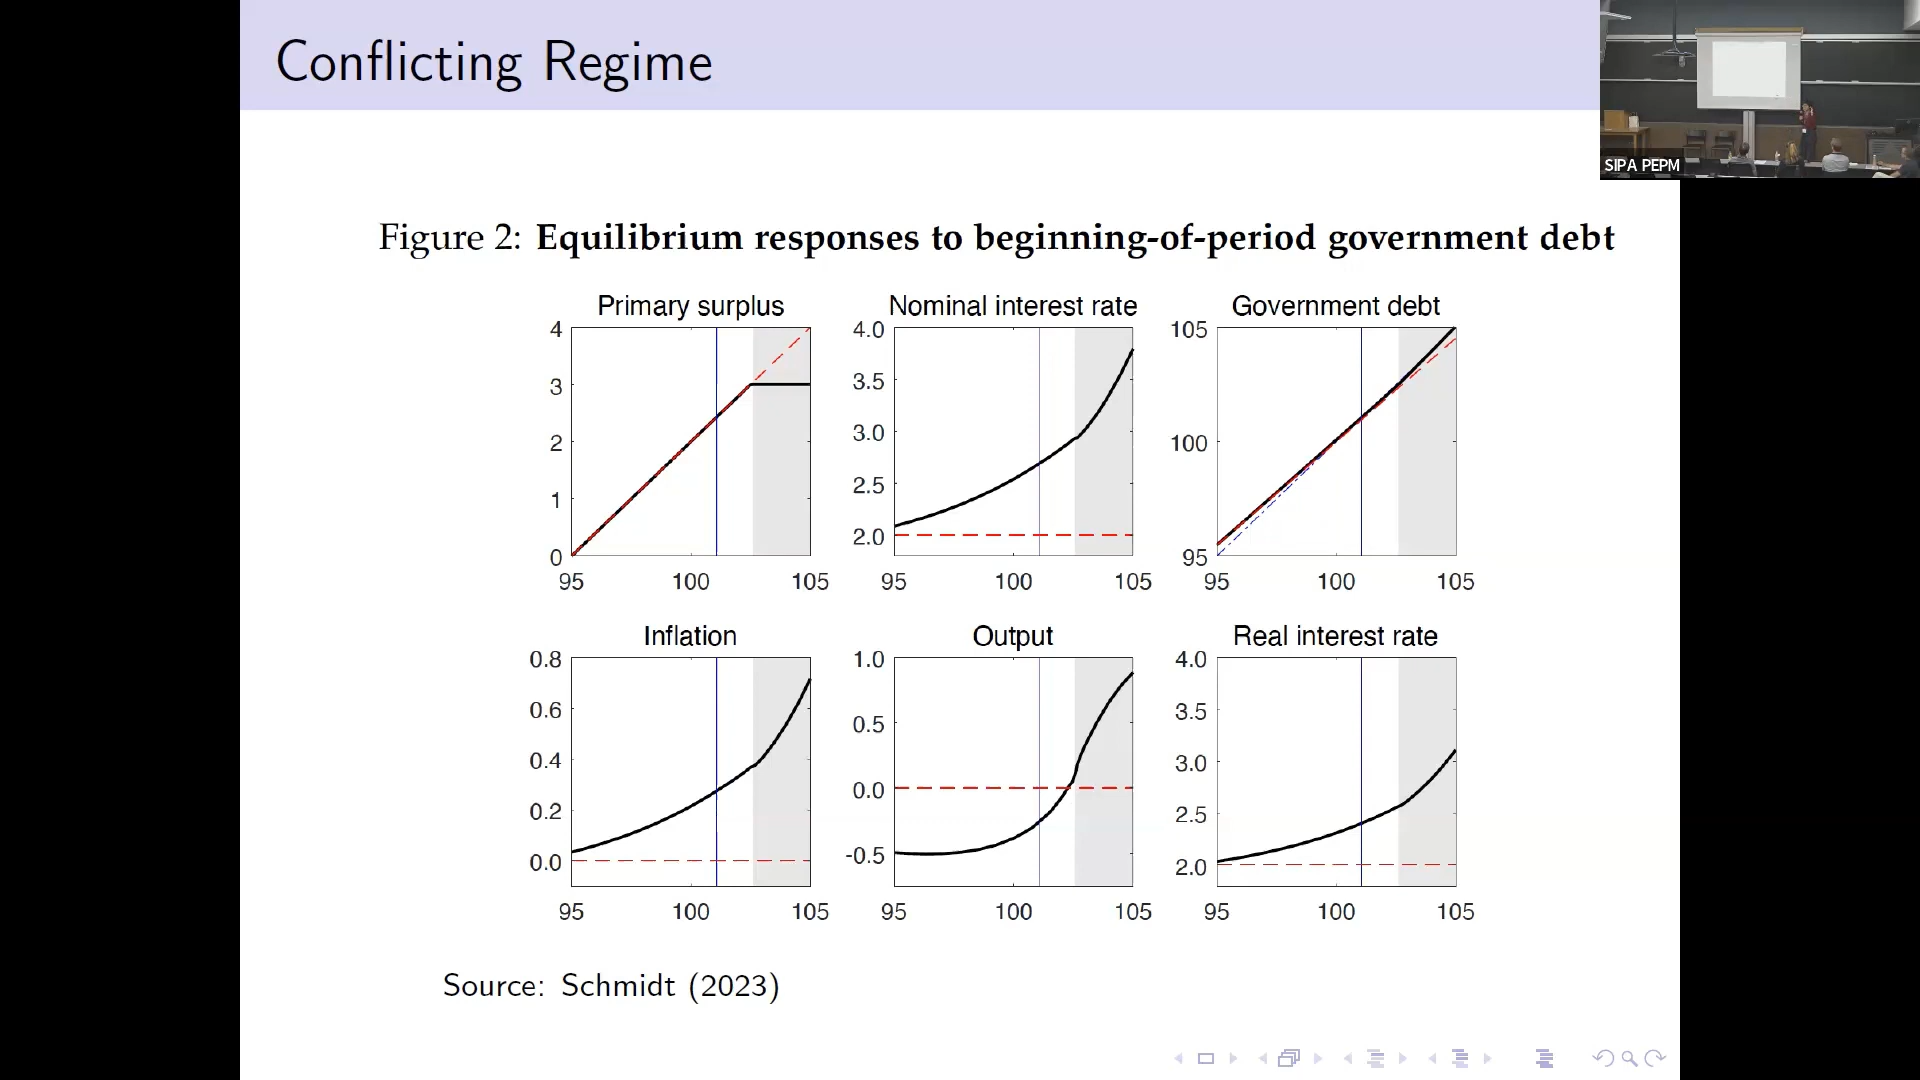 Conflicting Regime
SIPA PEPM
Figure 2: Equilibrium responses to beginning-of-period government debt
Primary surplus
4
3
2
1
0
95 100 105
Nominal interest rate
4.0
3.5
3.0
2.5
2.0
95 100 105
Government debt
105
100
95
95 100 105
Inflation
0.8
0.6
0.4
0.2
0.0
95 100 105
Output
1.0
0.5
0.0
-0.5
95 100 105
Real interest rate
4.0
3.5
3.0
2.5
2.0
95 100 105
Source: Schmidt (2023)